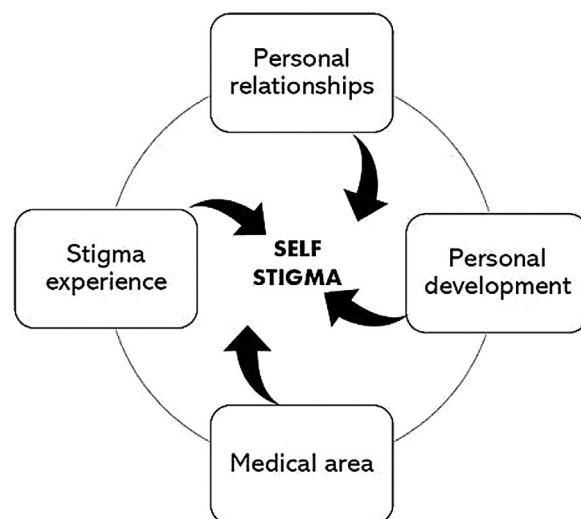 Personal
relationships
Stigma
experience
SELF
STIGMA
Personal
development
Medical area